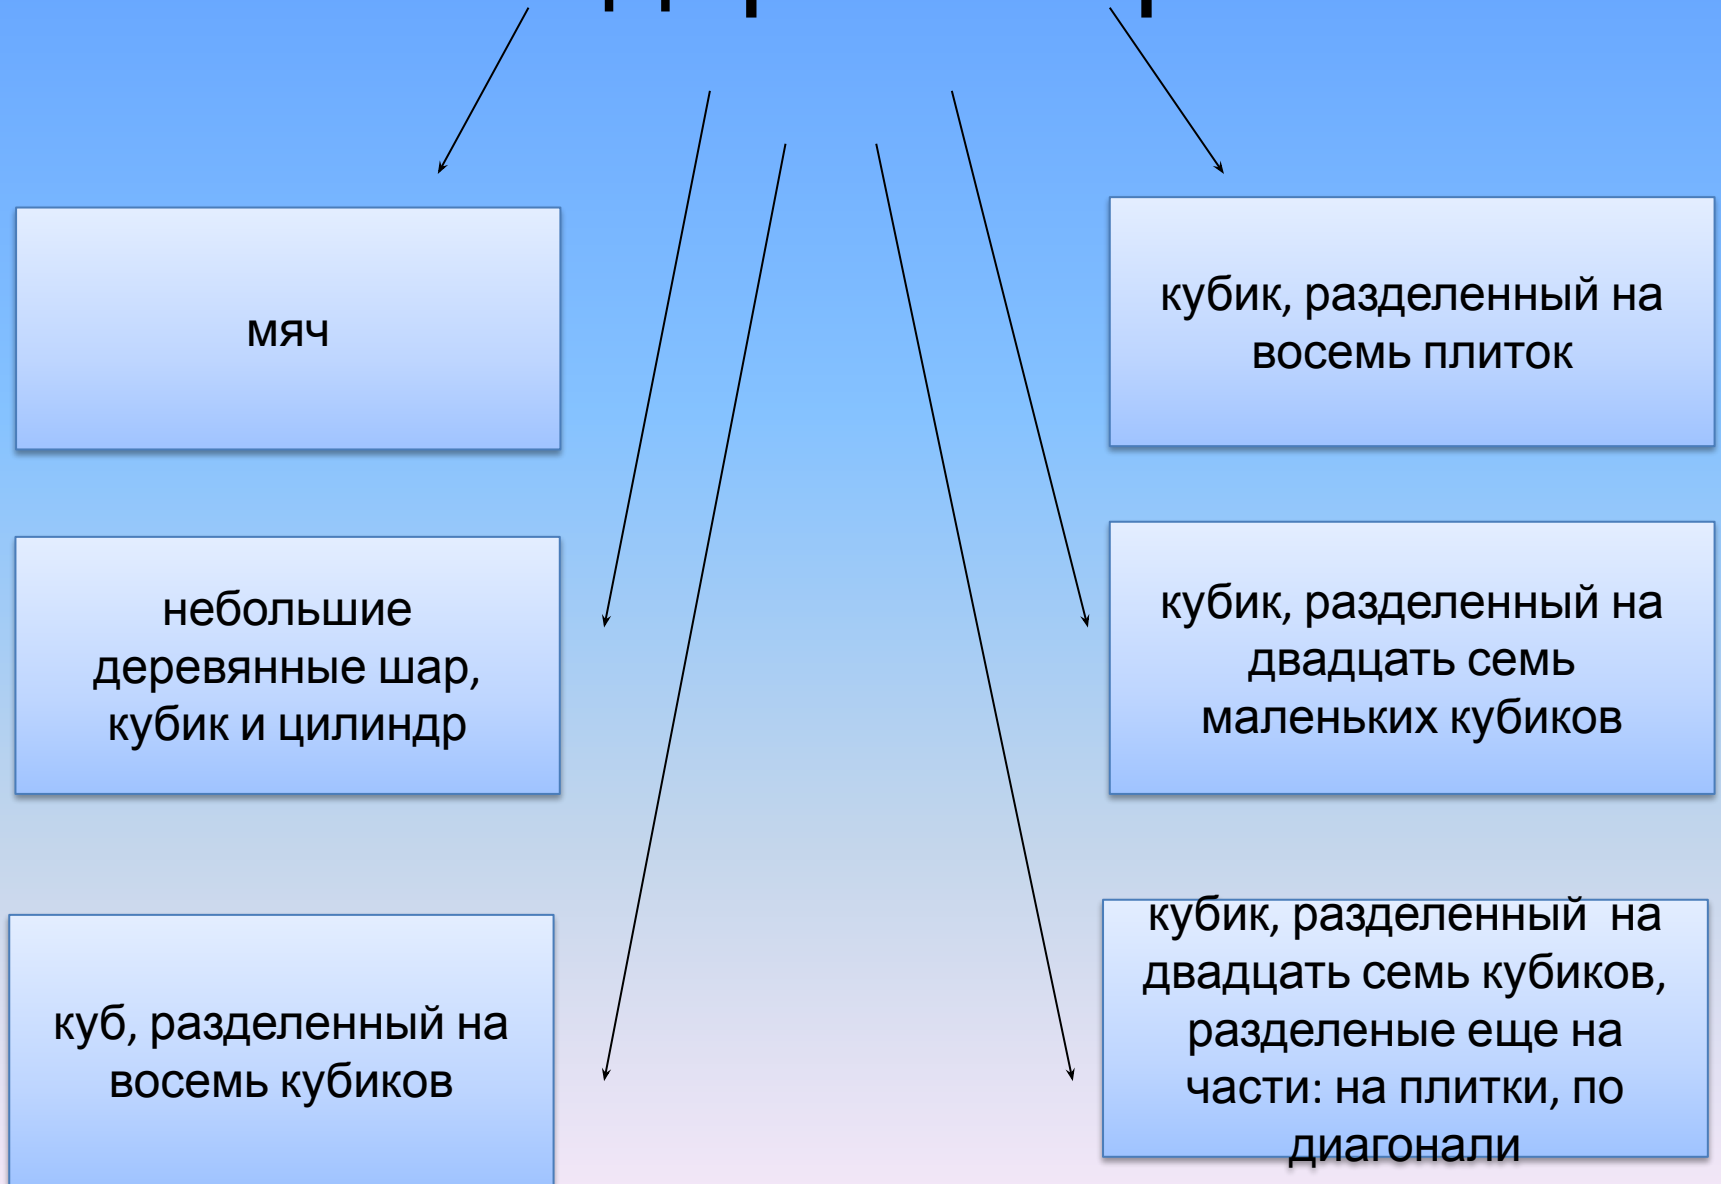 мяч
небольшие
деревянные шар,
кубик и цилиндр
куб, разделенный на
восемь кубиков
кубик, разделенный на
восемь плиток
кубик, разделенный на
двадцать семь
маленьких кубиков
кубик, разделенный на
двадцать семь кубиков,
разделеные еще на
части: на плитки, по
диагонали